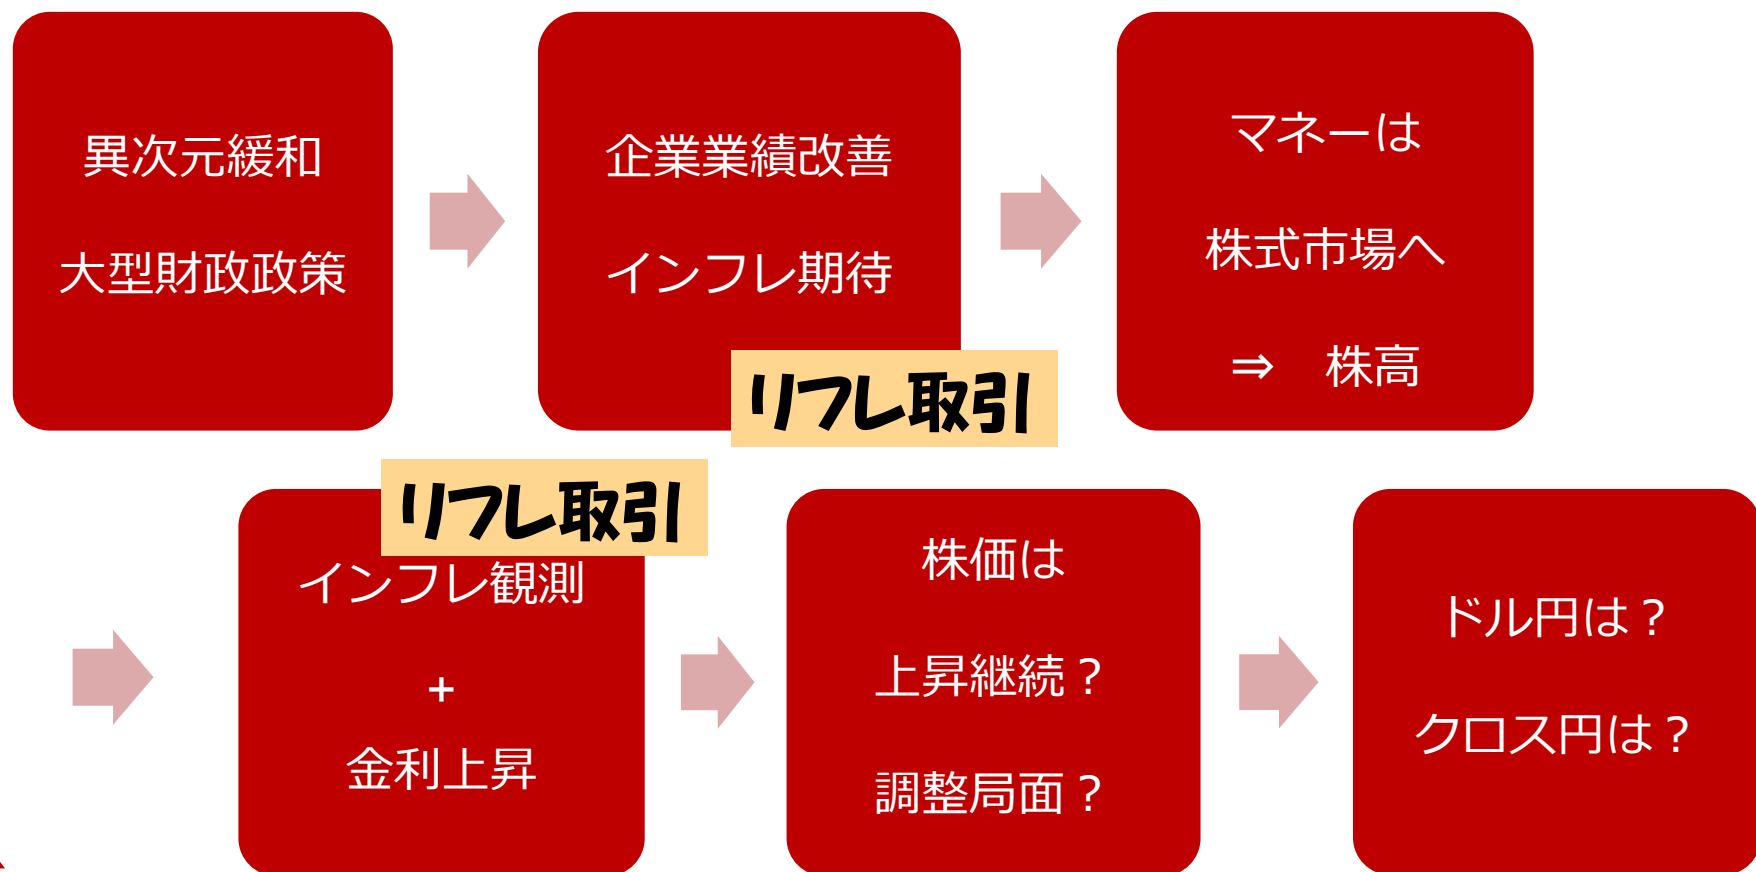 異次元緩和
大型財政政策
企業業績改善
インフレ期待
リフレ取引
マネーは
株式市場へ
⇒　株高
リフレ取引
インフレ観測
+
金利上昇
株価は
上昇継続？
調整局面？
ドル円は？
クロス円は？